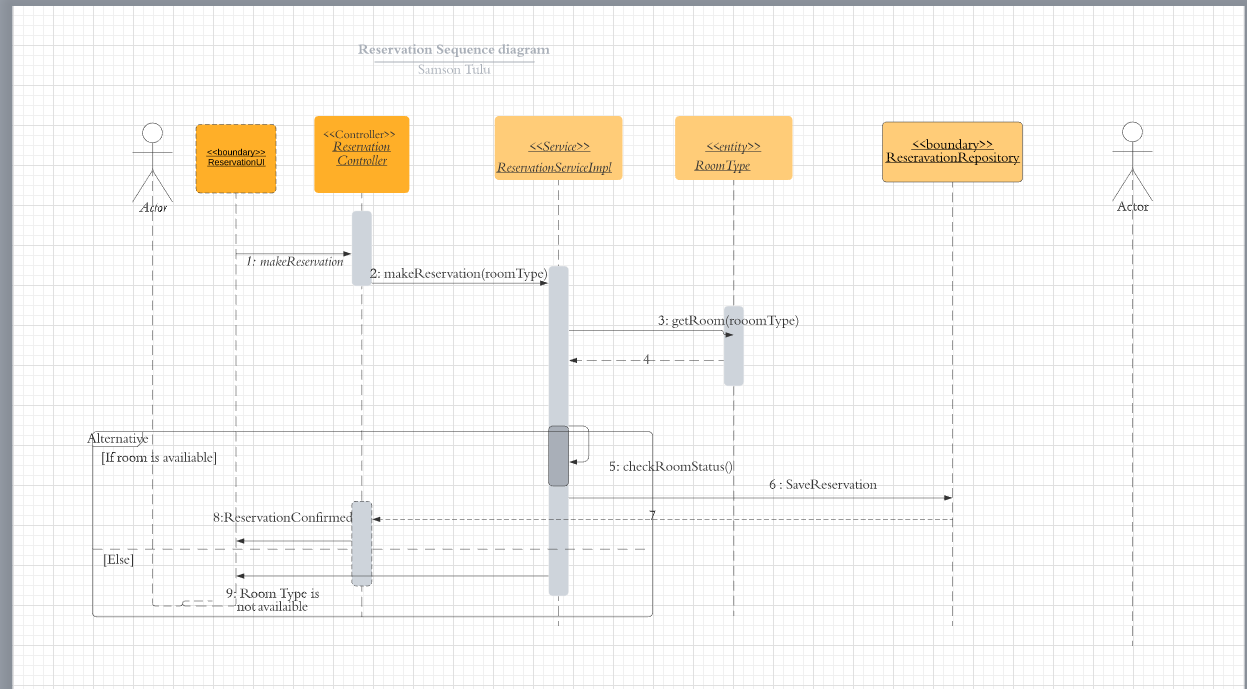 Reservation Sequence diagram
Samson Tulu
Actor
<<boundary>>
ReservationUI
<<Controller>>
Reservation
Controller
<<Service>>
ReservationServiceImpl
<<entity>>
RoomType
<<boundary>>
ReseravationRepository
Actor
1: makeReservation
2: makeReservation(roomType)
3: getRoom(rooomType)
4
Alternative
[If room is availiable]
5: checkRoomStatus()
6 : SaveReservation
7
8:ReservationConfirmed
[Else]
9: Room Type is
not availaible